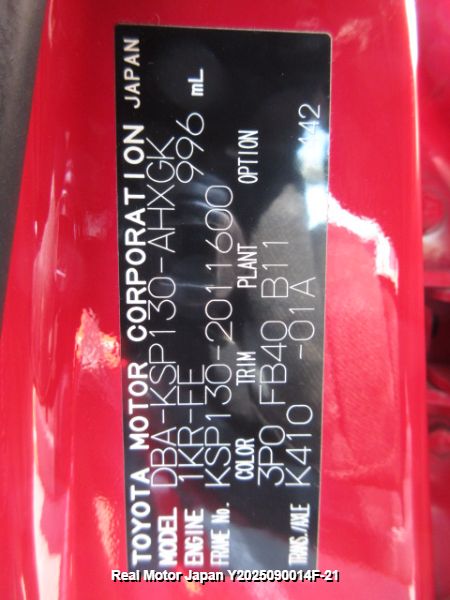 TOYOTA MOTOR CORPORATION JAPAN
MODEL DBA-KSP130-AHXGK
ENGINE 1KR-FE 996 mL
FRAME No. KSP130-2011600
COLOR TRIM PLANT OPTION
3P0 FB40 B11
TRANS./AXLE K410 -01A 442
Real Motor Japan Y2025090014F-21